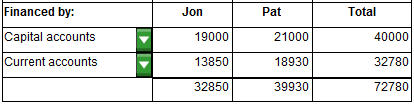 Financed by: Jon Pat Total
Capital accounts 19000 21000 40000
Current accounts 13850 18930 32780
32850 39930 72780